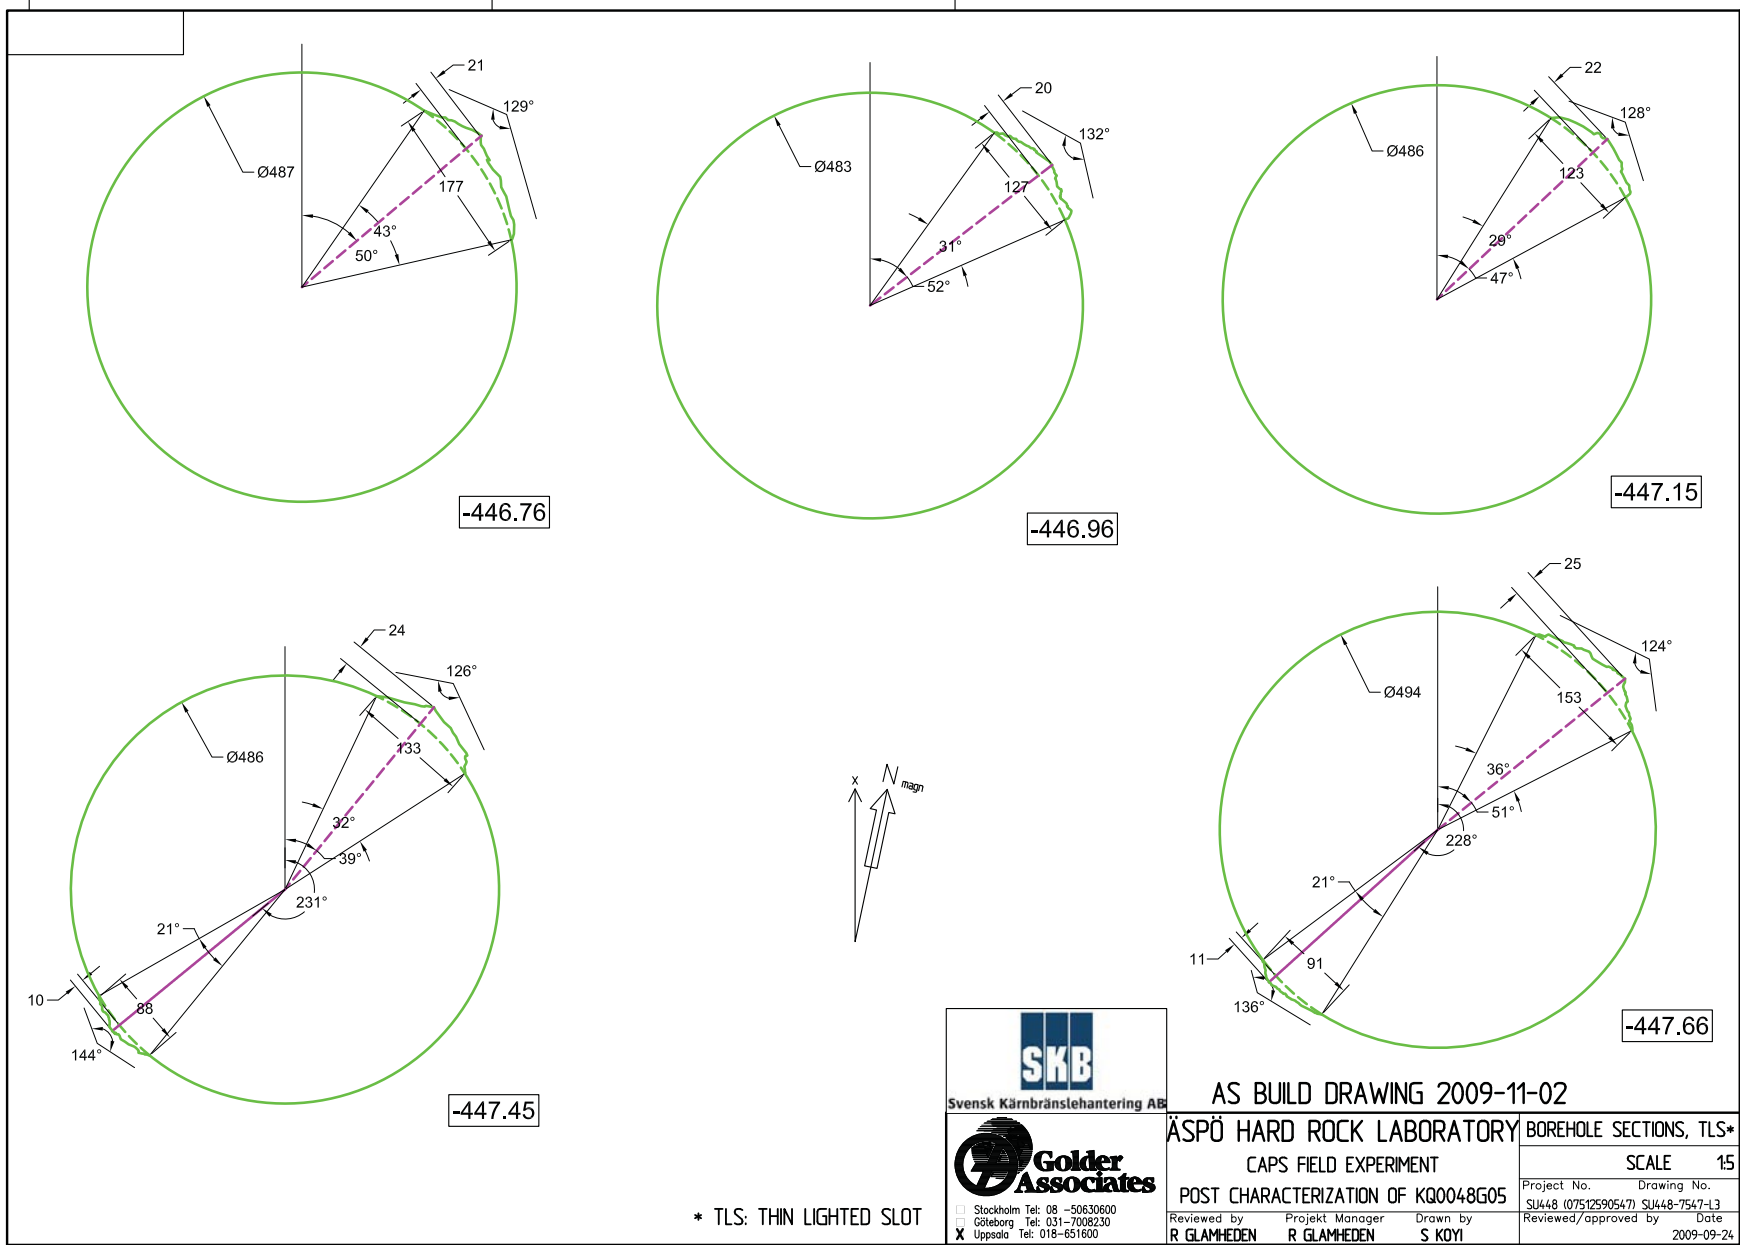 21
129°
Ø487
177
43°
50°
-446.76
20
132°
Ø483
127
31°
52°
-446.96
22
128°
Ø486
123
29°
47°
-447.15
24
126°
Ø486
133
32°
39°
231°
21°
10
88
144°
-447.45
x
N magn
25
124°
Ø494
153
36°
51°
228°
21°
11
91
136°
-447.66
* TLS: THIN LIGHTED SLOT
SKB
Svensk Kärnbränslehantering AB
Golder
Associates
Stockholm Tel: 08 -50630600
Göteborg Tel: 031-7008230
X Uppsala Tel: 018-651600
AS BUILD DRAWING 2009-11-02
ÄSPÖ HARD ROCK LABORATORY
CAPS FIELD EXPERIMENT
POST CHARACTERIZATION OF KQ0048G05
Reviewed by Projekt Manager Drawn by
R GLAMHEDEN R GLAMHEDEN S KOYI
BOREHOLE SECTIONS, TLS*
SCALE 1:5
Project No. Drawing No.
SU448 (07512590547) SU448-7547-L3
Reviewed/approved by Date
2009-09-24